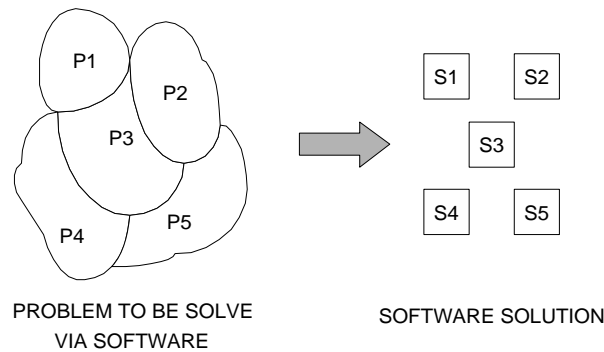 P1
P2
P3
P4
P5
S1
S2
S3
S4
S5
PROBLEM TO BE SOLVE
VIA SOFTWARE
SOFTWARE SOLUTION